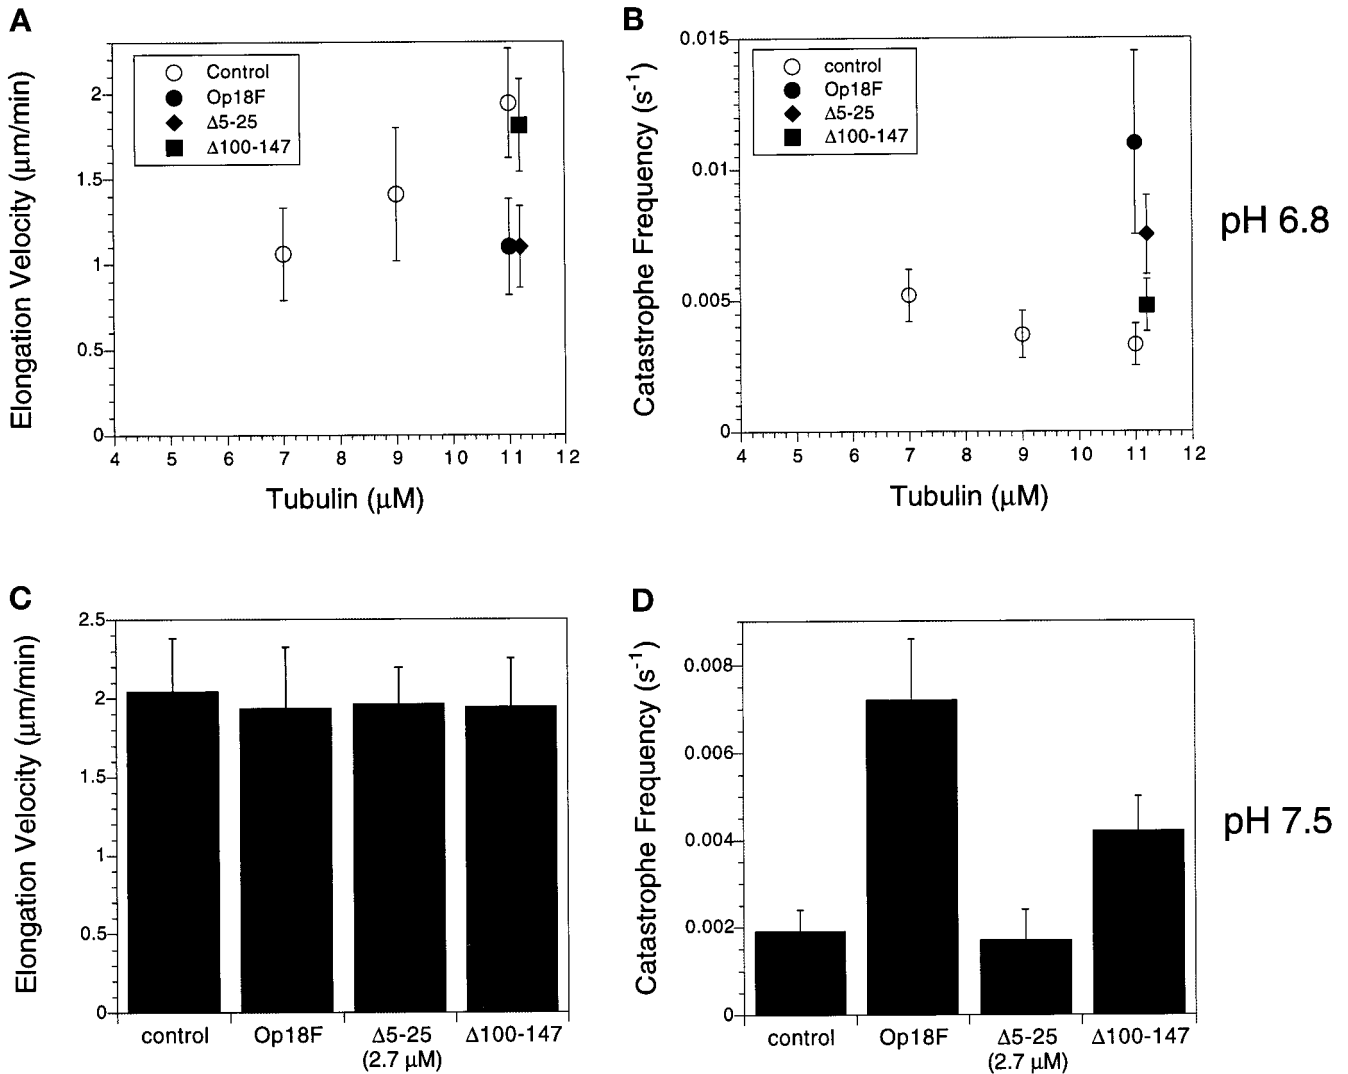 A
Elongation Velocity (μm/min)
Control
Op18F
Δ5-25
Δ100-147
2
1.5
1
0.5
0
4 5 6 7 8 9 10 11 12
Tubulin (μM)
B
Catastrophe Frequency (s⁻¹)
control
Op18F
Δ5-25
Δ100-147
0.015
0.01
0.005
0
4 5 6 7 8 9 10 11 12
Tubulin (μM)
pH 6.8
C
Elongation Velocity (μm/min)
2.5
2
1.5
1
0.5
0
control Op18F Δ5-25 Δ100-147
(2.7 μM)
D
Catastrophe Frequency (s⁻¹)
0.008
0.006
0.004
0.002
0
control Op18F Δ5-25 Δ100-147
(2.7 μM)
pH 7.5